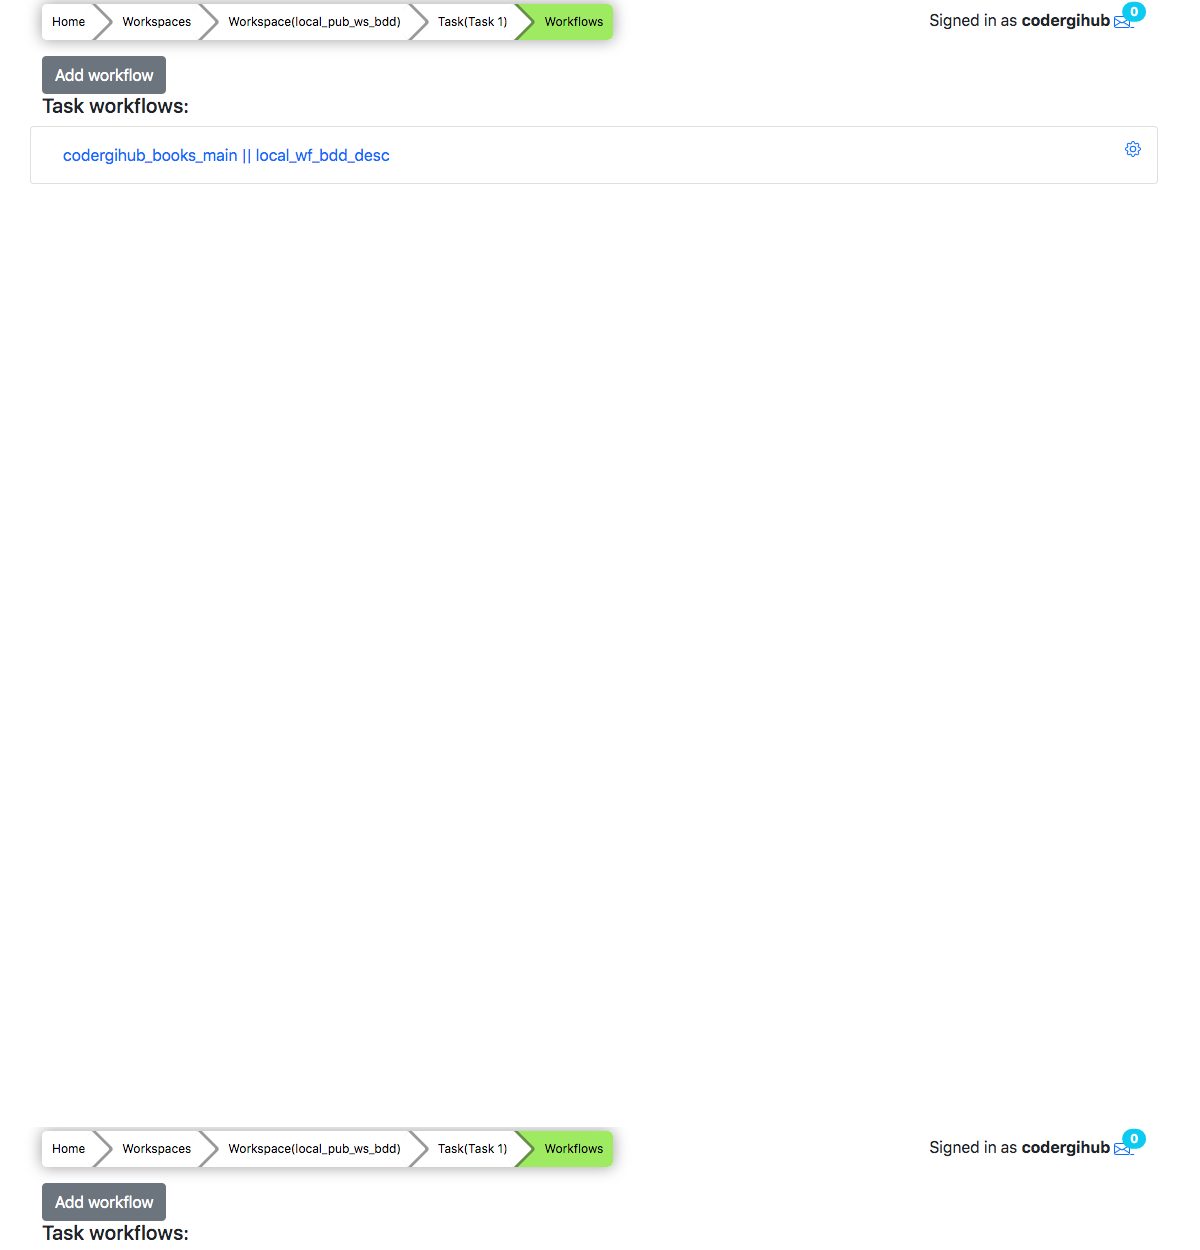 Home Workspaces Workspace(local_pub_ws_bdd) Task(Task 1) Workflows Signed in as codergihub 0
Add workflow
Task workflows:
codergihub_books_main || local_wf_bdd_desc
Home Workspaces Workspace(local_pub_ws_bdd) Task(Task 1) Workflows Signed in as codergihub 0
Add workflow
Task workflows: